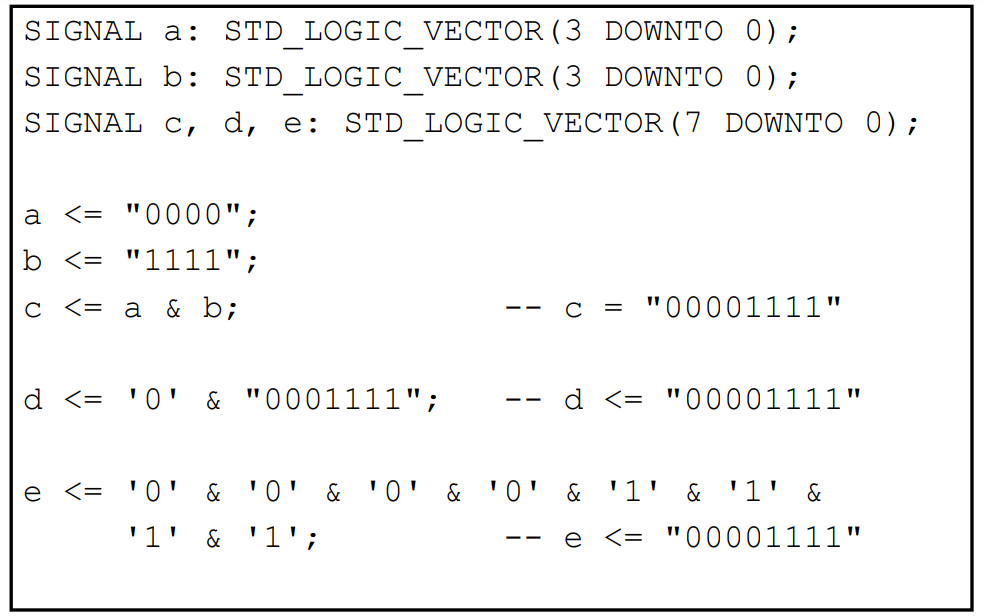 SIGNAL a: STD_LOGIC_VECTOR(3 DOWNTO 0);
SIGNAL b: STD_LOGIC_VECTOR(3 DOWNTO 0);
SIGNAL c, d, e: STD_LOGIC_VECTOR(7 DOWNTO 0);
a <= "0000";
b <= "1111";
c <= a & b; -- c = "00001111"
d <= '0' & "0001111"; -- d <= "00001111"
e <= '0' & '0' & '0' & '0' & '1' & '1' &
'1' & '1'; -- e <= "00001111"